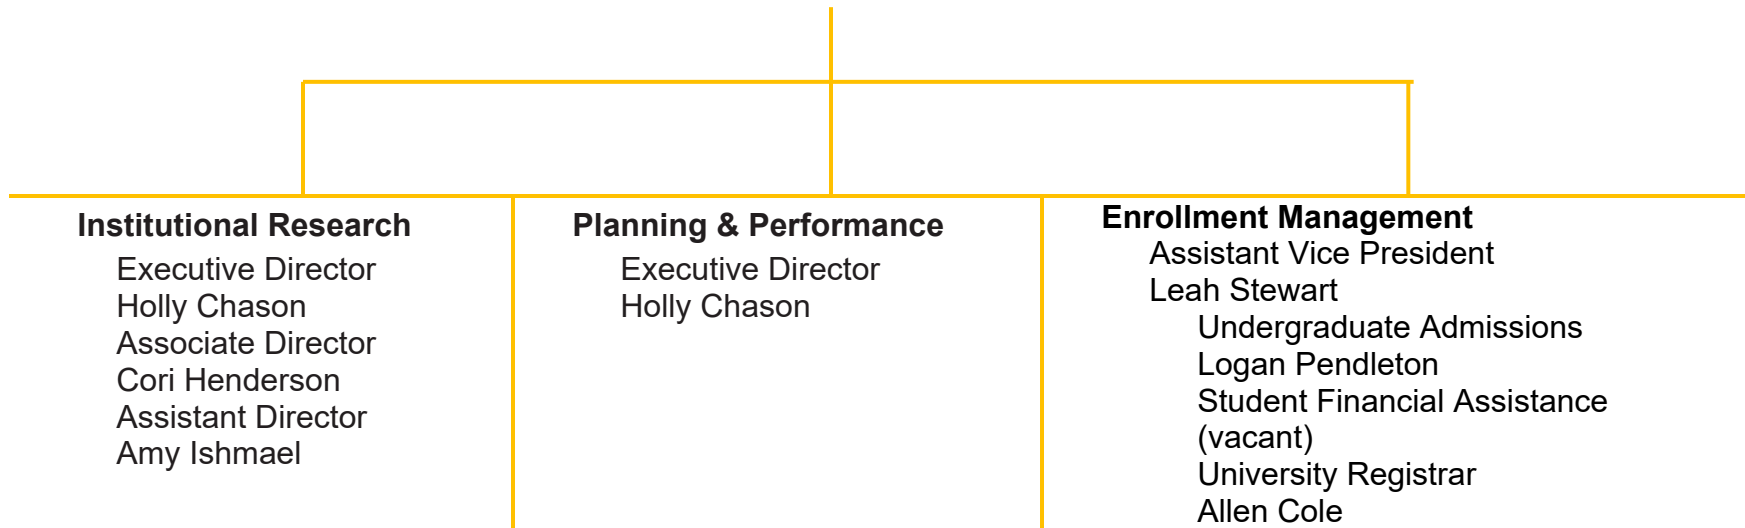 Institutional Research
Executive Director
Holly Chason
Associate Director
Cori Henderson
Assistant Director
Amy Ishmael
Planning & Performance
Executive Director
Holly Chason
Enrollment Management
Assistant Vice President
Leah Stewart
Undergraduate Admissions
Logan Pendleton
Student Financial Assistance
(vacant)
University Registrar
Allen Cole